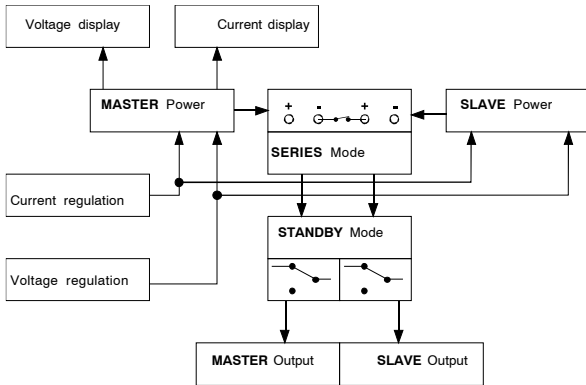 Voltage display
Current display
MASTER Power
+ - + -
SLAVE Power
SERIES Mode
Current regulation
STANDBY Mode
Voltage regulation
MASTER Output
SLAVE Output